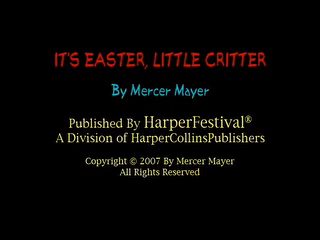 IT'S EASTER, LITTLE CRITTER
By Mercer Mayer
Published By HarperFestival®
A Division of HarperCollinsPublishers
Copyright © 2007 By Mercer Mayer
All Rights Reserved